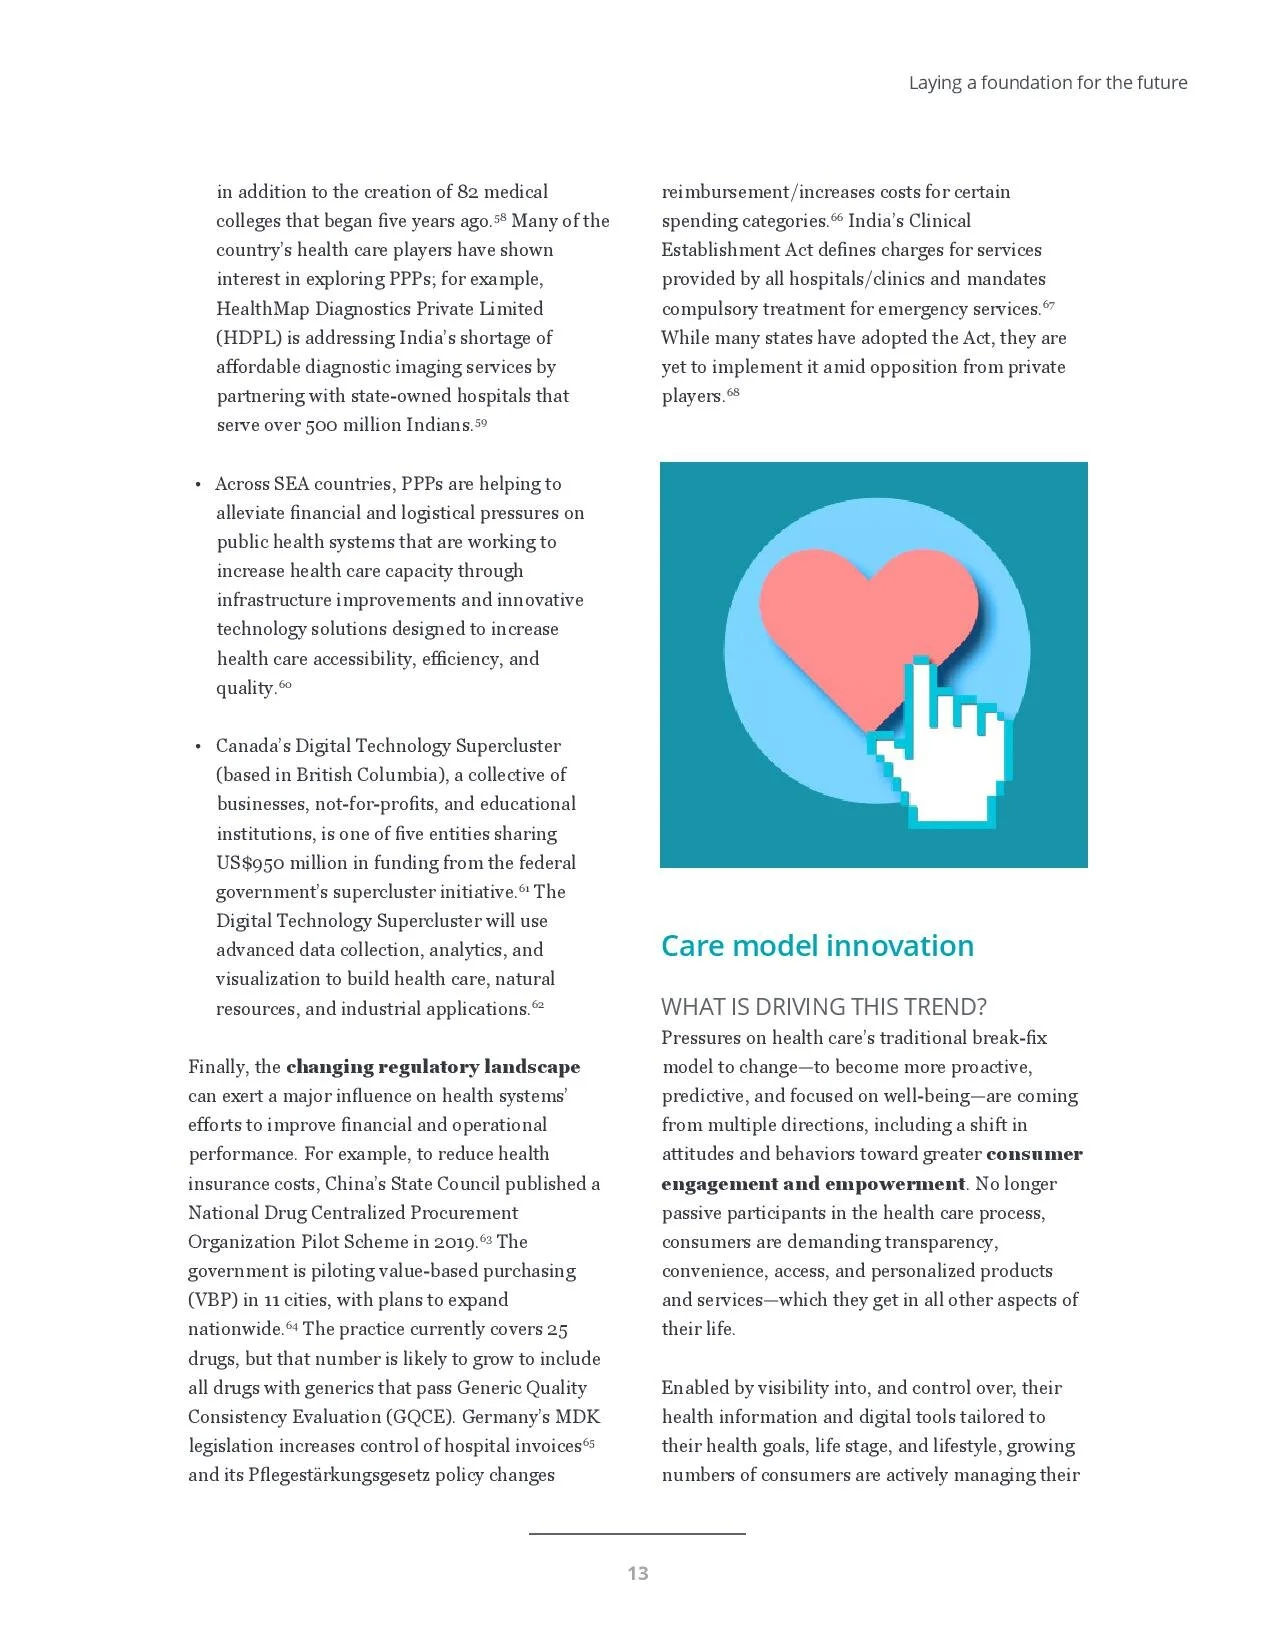 Laying a foundation for the future
in addition to the creation of 82 medical
colleges that began five years ago.⁵⁸ Many of the
country’s health care players have shown
interest in exploring PPPs; for example,
HealthMap Diagnostics Private Limited
(HDPL) is addressing India’s shortage of
affordable diagnostic imaging services by
partnering with state-owned hospitals that
serve over 500 million Indians.⁵⁹
• Across SEA countries, PPPs are helping to
alleviate financial and logistical pressures on
public health systems that are working to
increase health care capacity through
infrastructure improvements and innovative
technology solutions designed to increase
health care accessibility, efficiency, and
quality.⁶⁰
• Canada’s Digital Technology Supercluster
(based in British Columbia), a collective of
businesses, not-for-profits, and educational
institutions, is one of five entities sharing
US$950 million in funding from the federal
government’s supercluster initiative.⁶¹ The
Digital Technology Supercluster will use
advanced data collection, analytics, and
visualization to build health care, natural
resources, and industrial applications.⁶²
Finally, the changing regulatory landscape
can exert a major influence on health systems’
efforts to improve financial and operational
performance. For example, to reduce health
insurance costs, China’s State Council published a
National Drug Centralized Procurement
Organization Pilot Scheme in 2019.⁶³ The
government is piloting value-based purchasing
(VBP) in 11 cities, with plans to expand
nationwide.⁶⁴ The practice currently covers 25
drugs, but that number is likely to grow to include
all drugs with generics that pass Generic Quality
Consistency Evaluation (GQCE). Germany’s MDK
legislation increases control of hospital invoices⁶⁵
and its Pflegestärkungsgesetz policy changes
reimbursement/increases costs for certain
spending categories.⁶⁶ India’s Clinical
Establishment Act defines charges for services
provided by all hospitals/clinics and mandates
compulsory treatment for emergency services.⁶⁷
While many states have adopted the Act, they are
yet to implement it amid opposition from private
players.⁶⁸
Care model innovation
WHAT IS DRIVING THIS TREND?
Pressures on health care’s traditional break-fix
model to change—to become more proactive,
predictive, and focused on well-being—are coming
from multiple directions, including a shift in
attitudes and behaviors toward greater consumer
engagement and empowerment. No longer
passive participants in the health care process,
consumers are demanding transparency,
convenience, access, and personalized products
and services—which they get in all other aspects of
their life.
Enabled by visibility into, and control over, their
health information and digital tools tailored to
their health goals, life stage, and lifestyle, growing
numbers of consumers are actively managing their
13